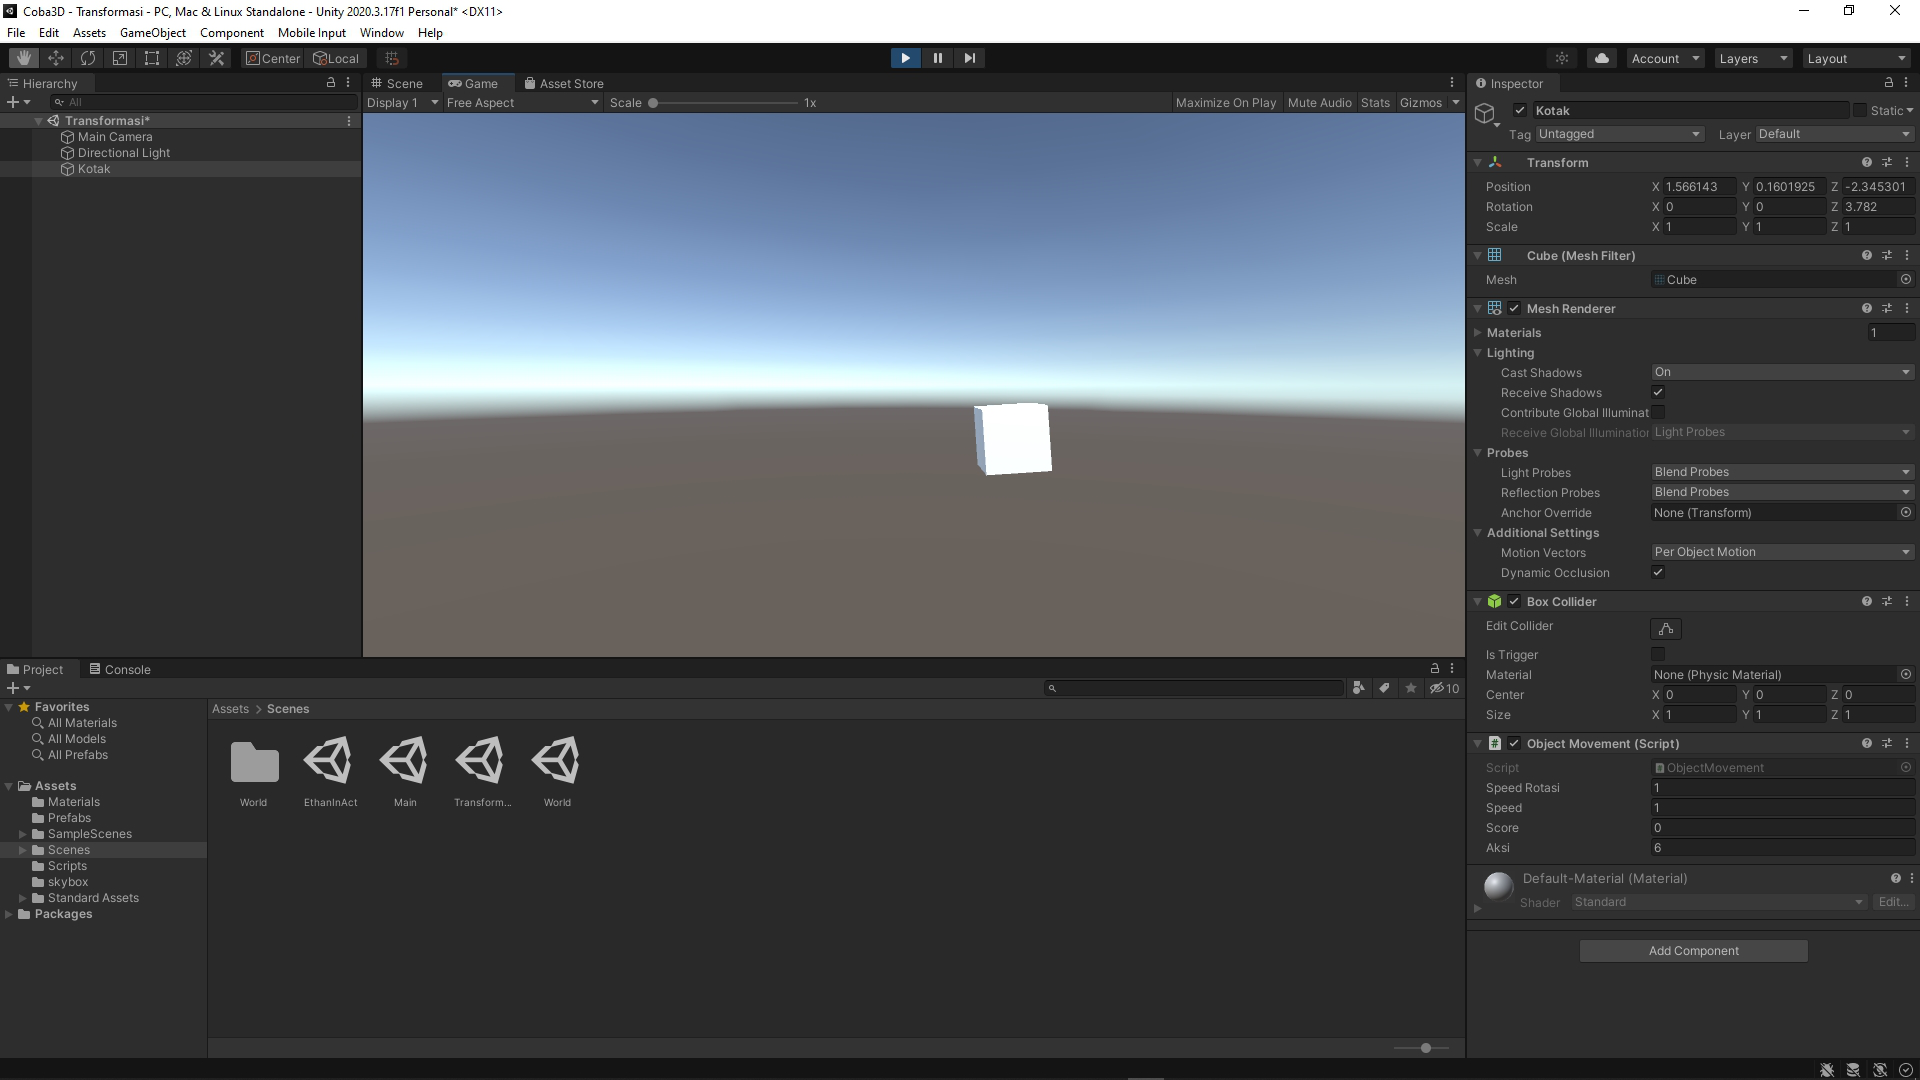 Coba3D - Transformasi - PC, Mac & Linux Standalone - Unity 2020.3.17f1 Personal* <DX11>
File Edit Assets GameObject Component Mobile Input Window Help
Center Local Account Layers Layout
Hierarchy
All
Transformasi*
Main Camera
Directional Light
Kotak
Scene Game Asset Store
Display 1 Free Aspect Scale 1x Maximize On Play Mute Audio Stats Gizmos
Project Console
10
Favorites
All Materials
All Models
All Prefabs
Assets
Materials
Prefabs
SampleScenes
Scenes
Scripts
skybox
Standard Assets
Packages
Assets > Scenes
World EthanInAct Main Transform... World
Inspector
Kotak Static
Tag Untagged Layer Default
Transform
Position X 1.566143 Y 0.1601925 Z -2.345301
Rotation X 0 Y 0 Z 3.782
Scale X 1 Y 1 Z 1
Cube (Mesh Filter)
Mesh Cube
Mesh Renderer
Materials 1
Lighting
Cast Shadows On
Receive Shadows
Contribute Global Illuminat
Receive Global Illumination Light Probes
Probes
Light Probes Blend Probes
Reflection Probes Blend Probes
Anchor Override None (Transform)
Additional Settings
Motion Vectors Per Object Motion
Dynamic Occlusion
Box Collider
Edit Collider
Is Trigger
Material None (Physic Material)
Center X 0 Y 0 Z 0
Size X 1 Y 1 Z 1
# Object Movement (Script)
Script ObjectMovement
Speed Rotasi 1
Speed 1
Score 0
Aksi 6
Default-Material (Material)
Shader Standard Edit...
Add Component